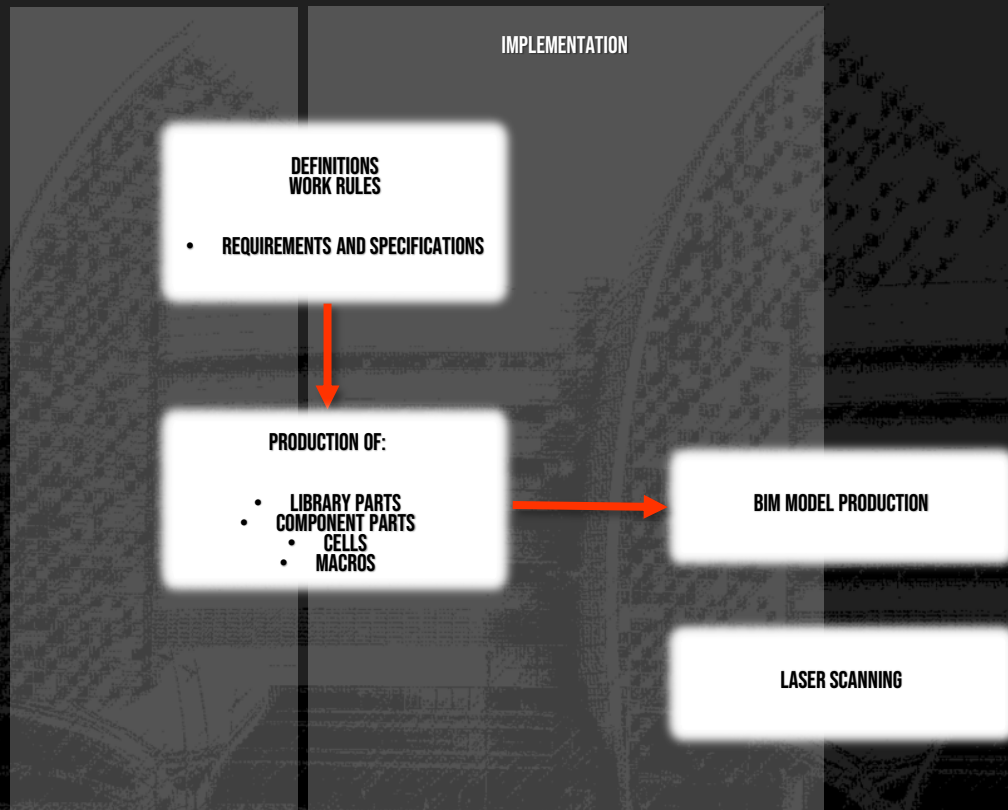 IMPLEMENTATION
DEFINITIONS
WORK RULES
• REQUIREMENTS AND SPECIFICATIONS
PRODUCTION OF:
• LIBRARY PARTS
• COMPONENT PARTS
• CELLS
• MACROS
BIM MODEL PRODUCTION
LASER SCANNING